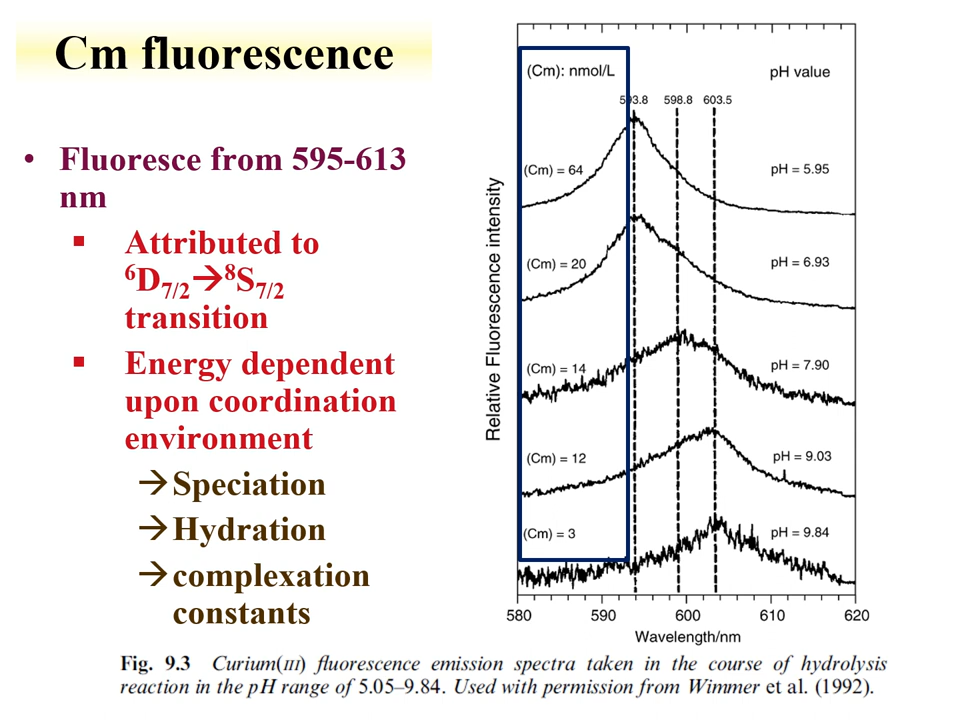 Cm fluorescence
• Fluoresce from 595-613
nm
▪ Attributed to
⁶D₇/₂→⁸S₇/₂
transition
▪ Energy dependent
upon coordination
environment
→Speciation
→Hydration
→complexation
constants
(Cm): nmol/L pH value
593.8 598.8 603.5
(Cm) = 64 pH = 5.95
(Cm) = 20 pH = 6.93
(Cm) = 14 pH = 7.90
(Cm) = 12 pH = 9.03
(Cm) = 3 pH = 9.84
Relative Fluorescence intensity
580 590 600 610 620
Wavelength/nm
Fig. 9.3 Curium(III) fluorescence emission spectra taken in the course of hydrolysis
reaction in the pH range of 5.05–9.84. Used with permission from Wimmer et al. (1992).